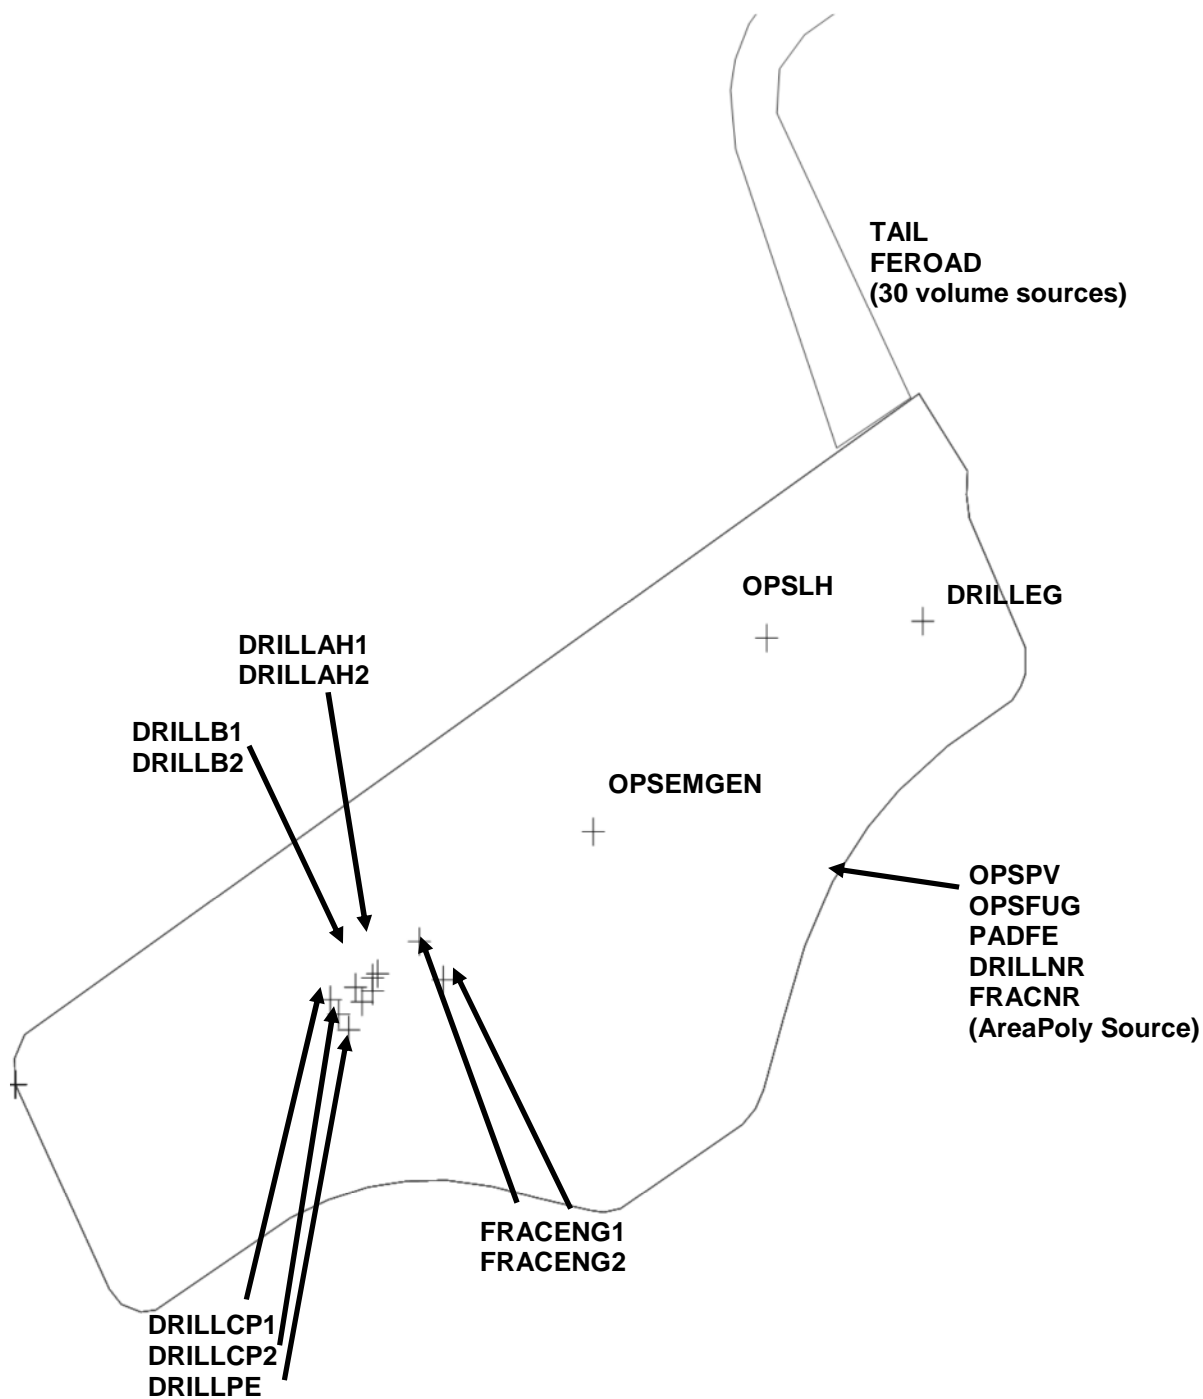 TAIL
FEROAD
(30 volume sources)
OPSLH
DRILLEG
DRILLAH1
DRILLAH2
DRILLB1
DRILLB2
OPSEMGEN
OPSPV
OPSFUG
PADFE
DRILLNR
FRACNR
(AreaPoly Source)
FRACENG1
FRACENG2
DRILLCP1
DRILLCP2
DRILLPE